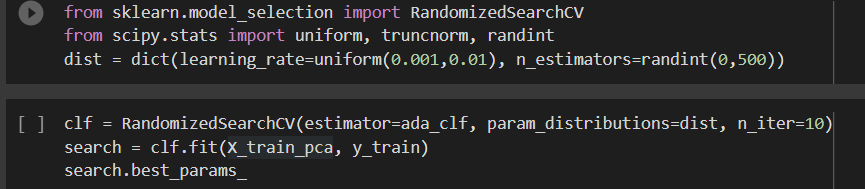 from sklearn.model_selection import RandomizedSearchCV
from scipy.stats import uniform, truncnorm, randint
dist = dict(learning_rate=uniform(0.001,0.01), n_estimators=randint(0,500))
[ ] clf = RandomizedSearchCV(estimator=ada_clf, param_distributions=dist, n_iter=10)
search = clf.fit(X_train_pca, y_train)
search.best_params_